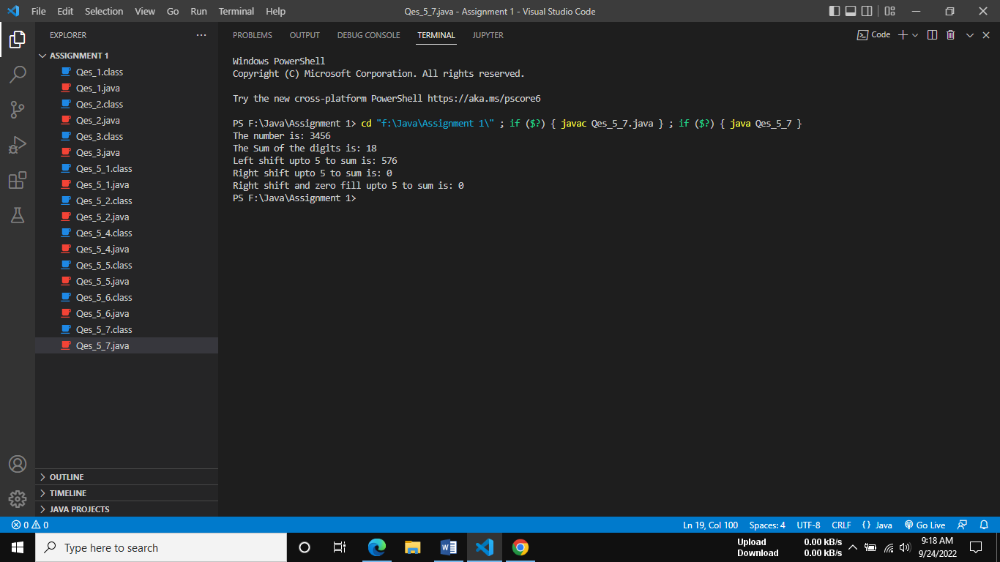 File Edit Selection View Go Run Terminal Help
Qes_5_7.java - Assignment 1 - Visual Studio Code
EXPLORER
ASSIGNMENT 1
Qes_1.class
Qes_1.java
Qes_2.class
Qes_2.java
Qes_3.class
Qes_3.java
Qes_5_1.class
Qes_5_1.java
Qes_5_2.class
Qes_5_2.java
Qes_5_4.class
Qes_5_4.java
Qes_5_5.class
Qes_5_5.java
Qes_5_6.class
Qes_5_6.java
Qes_5_7.class
Qes_5_7.java
OUTLINE
TIMELINE
JAVA PROJECTS
PROBLEMS OUTPUT DEBUG CONSOLE TERMINAL JUPYTER
Code
Windows PowerShell
Copyright (C) Microsoft Corporation. All rights reserved.
Try the new cross-platform PowerShell https://aka.ms/pscore6
PS F:\Java\Assignment 1> cd "f:\Java\Assignment 1\" ; if ($?) { javac Qes_5_7.java } ; if ($?) { java Qes_5_7 }
The number is: 3456
The Sum of the digits is: 18
Left shift upto 5 to sum is: 576
Right shift upto 5 to sum is: 0
Right shift and zero fill upto 5 to sum is: 0
PS F:\Java\Assignment 1>
0 0
Ln 19, Col 100 Spaces: 4 UTF-8 CRLF {} Java Go Live
Type here to search
Upload 0.00 kB/s
Download 0.00 kB/s
9:18 AM
9/24/2022